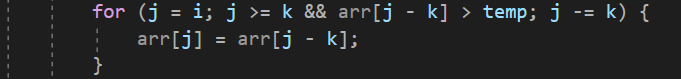 for (j = i; j >= k && arr[j - k] > temp; j -= k) {
arr[j] = arr[j - k];
}